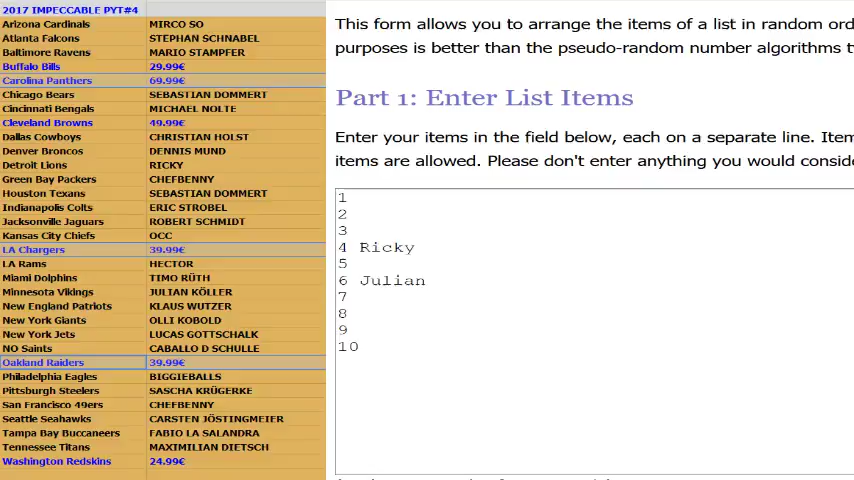 2017 IMPECCABLE PYT#4
Arizona Cardinals MIRCO SO
Atlanta Falcons STEPHAN SCHNABEL
Baltimore Ravens MARIO STAMPFER
Buffalo Bills 29.99€
Carolina Panthers 69.99€
Chicago Bears SEBASTIAN DOMMERT
Cincinnati Bengals MICHAEL NOLTE
Cleveland Browns 49.99€
Dallas Cowboys CHRISTIAN HOLST
Denver Broncos DENNIS MUND
Detroit Lions RICKY
Green Bay Packers CHEFBENNY
Houston Texans SEBASTIAN DOMMERT
Indianapolis Colts ERIC STROBEL
Jacksonville Jaguars ROBERT SCHMIDT
Kansas City Chiefs OCC
LA Chargers 39.99€
LA Rams HECTOR
Miami Dolphins TIMO RÜTH
Minnesota Vikings JULIAN KÖLLER
New England Patriots KLAUS WUTZER
New York Giants OLLI KOBOLD
New York Jets LUCAS GOTTSCHALK
NO Saints CABALLO D SCHULLE
Oakland Raiders 39.99€
Philadelphia Eagles BIGGIEBALLS
Pittsburgh Steelers SASCHA KRÜGERKE
San Francisco 49ers CHEFBENNY
Seattle Seahawks CARSTEN JÖSTINGMEIER
Tampa Bay Buccaneers FABIO LA SALANDRA
Tennessee Titans MAXIMILIAN DIETSCH
Washington Redskins 24.99€
This form allows you to arrange the items of a list in random ord
purposes is better than the pseudo-random number algorithms t
Part 1: Enter List Items
Enter your items in the field below, each on a separate line. Item
items are allowed. Please don't enter anything you would conside
1
2
3
4 Ricky
5
6 Julian
7
8
9
10